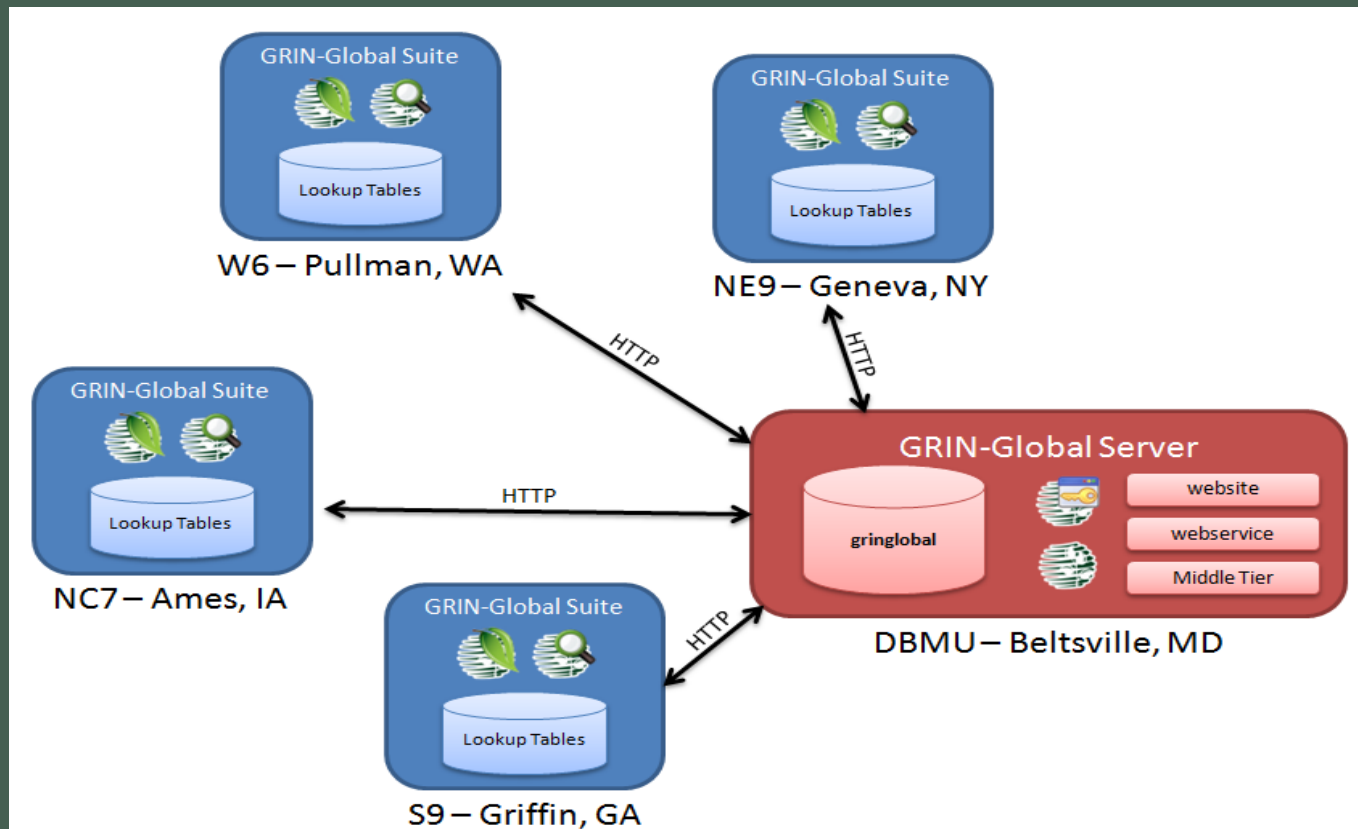 GRIN-Global Suite
Lookup Tables
W6 – Pullman, WA
GRIN-Global Suite
Lookup Tables
NE9 – Geneva, NY
HTTP
HTTP
GRIN-Global Suite
Lookup Tables
NC7 – Ames, IA
HTTP
GRIN-Global Server
gringlobal
website
webservice
Middle Tier
DBMU – Beltsville, MD
HTTP
GRIN-Global Suite
Lookup Tables
S9 – Griffin, GA